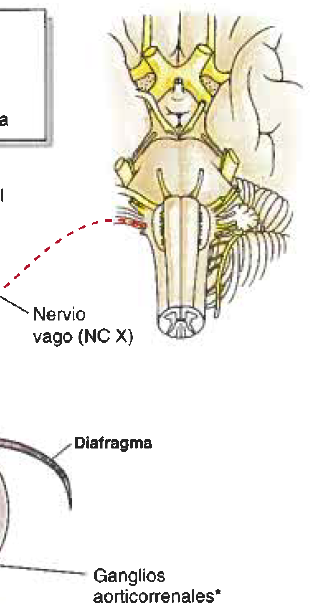 a
l
Nervio
vago (NC X)
Diafragma
Ganglios
aorticorrenales*